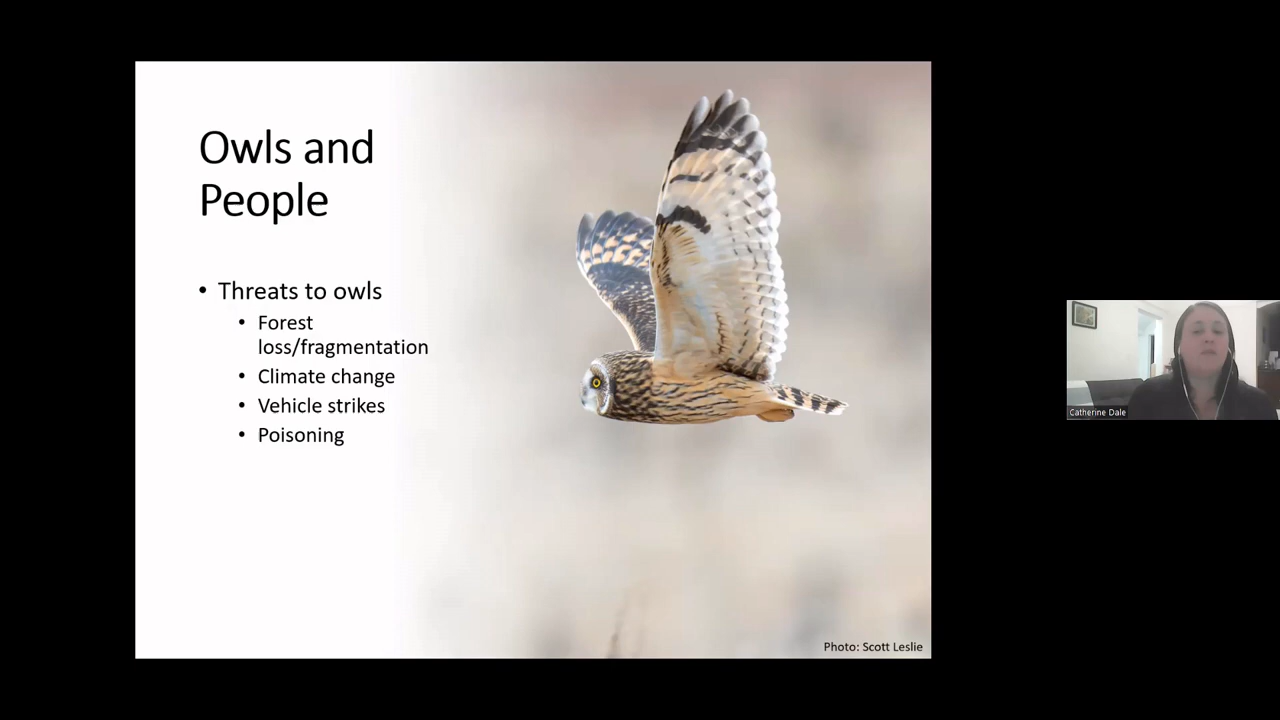 Owls and
People
• Threats to owls
• Forest
loss/fragmentation
• Climate change
• Vehicle strikes
• Poisoning
Photo: Scott Leslie
Catherine Dale